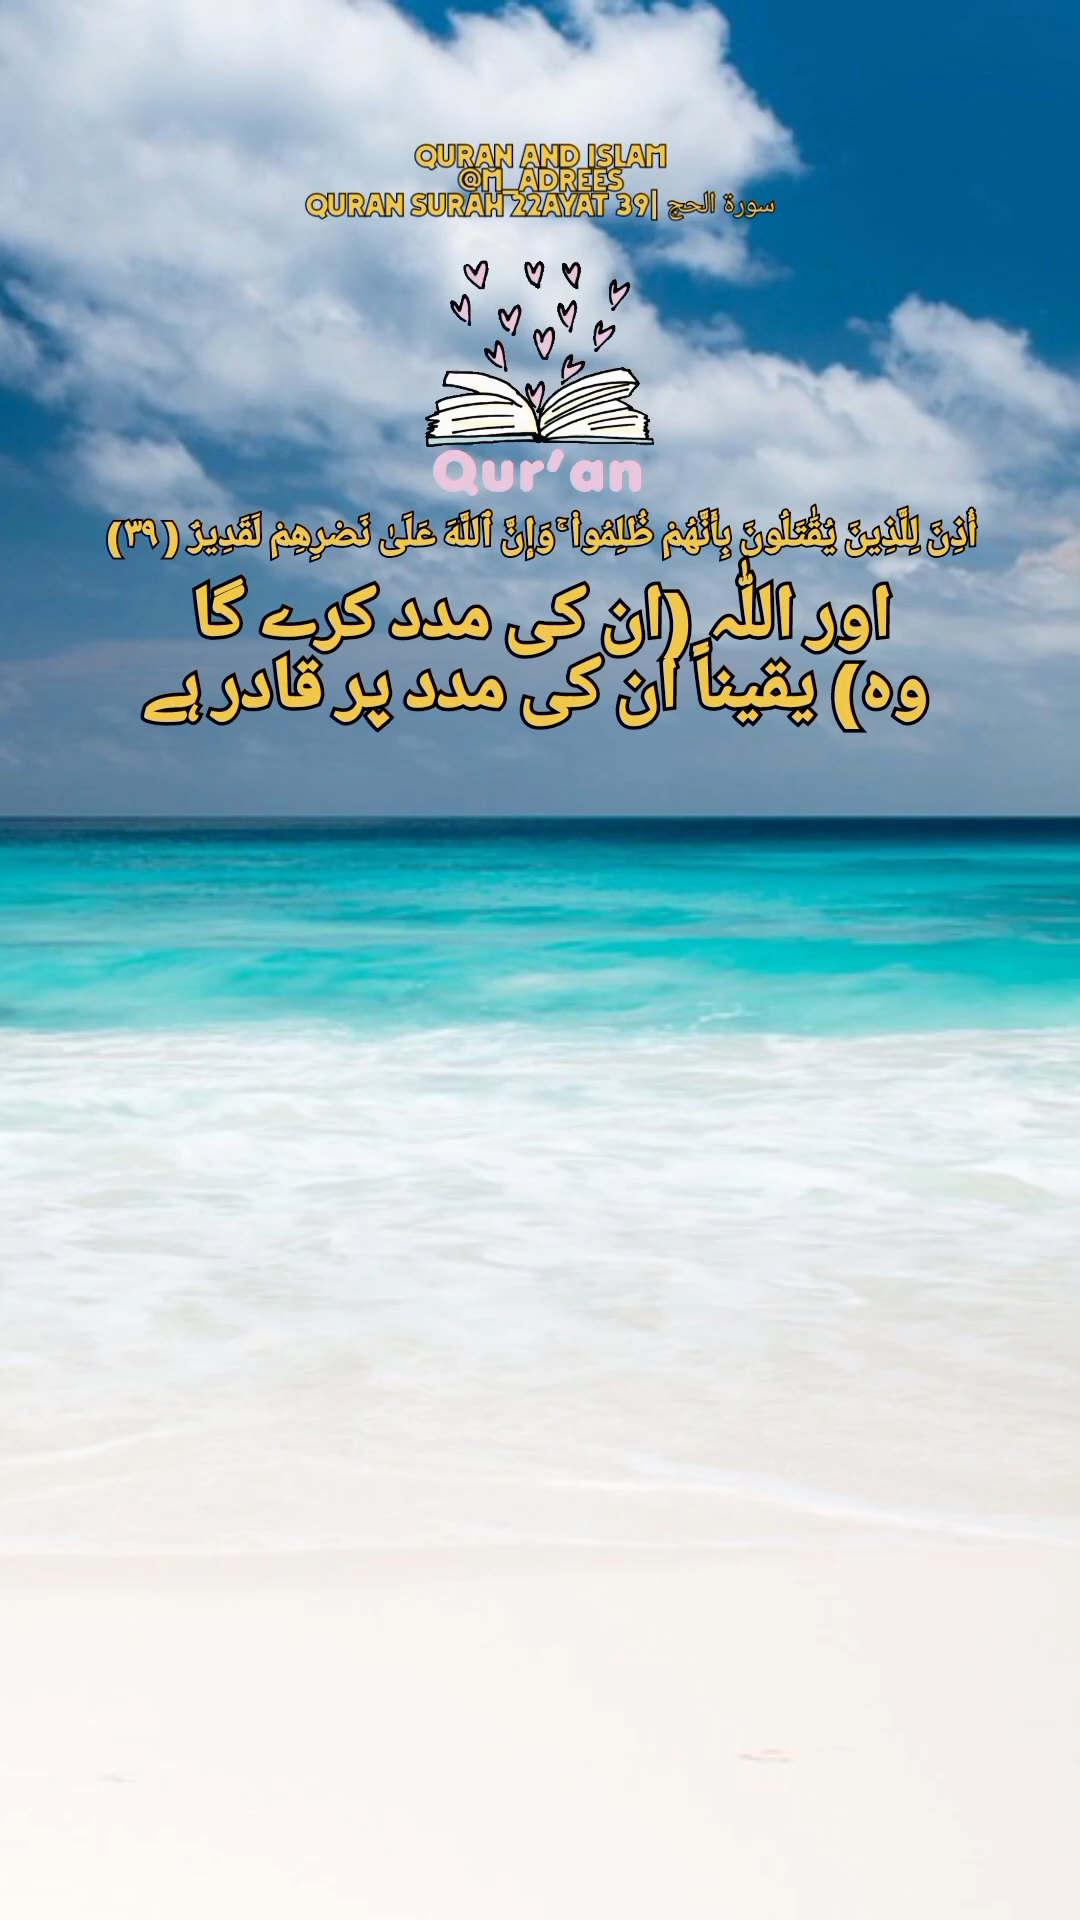 QURAN AND ISLAM
@M_ADREES
QURAN SURAH 22AYAT 39| سورة الحج
Qur'an
أُذِنَ لِلَّذِينَ يُقَٰتَلُونَ بِأَنَّهُمْ ظُلِمُوا۟ ۚ وَإِنَّ ٱللَّهَ عَلَىٰ نَصْرِهِمْ لَقَدِيرٌ (٣٩)
اور اللّٰہ (ان کی مدد کرے گا
وہ) یقیناً ان کی مدد پر قادر ہے